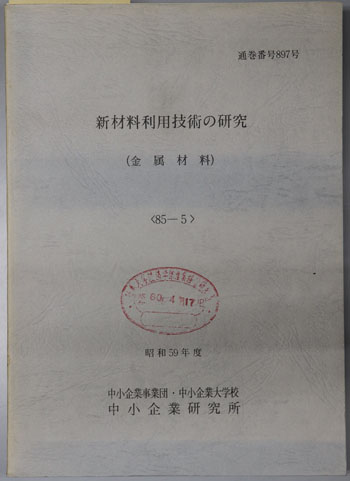 通巻番号897号
新材料利用技術の研究
(金属材料)
<85―5>
昭和59年度
中小企業事業団・中小企業大学校
中小企業研究所